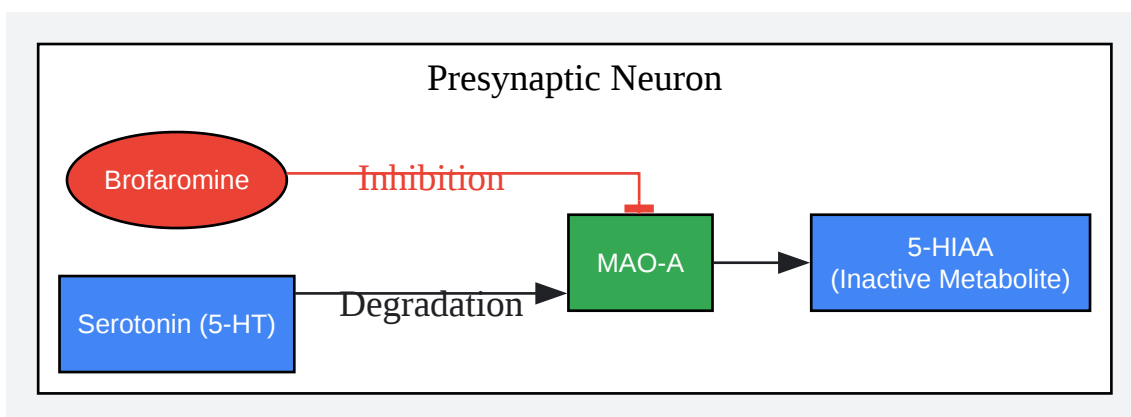 Presynaptic Neuron
Brofaromine
Inhibition
MAO-A
5-HIAA
(Inactive Metabolite)
Serotonin (5-HT)
Degradation